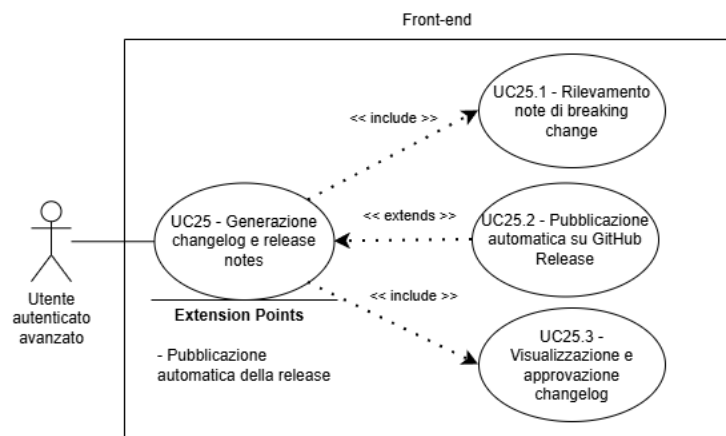 Front-end
UC25.1 - Rilevamento
note di breaking
change
<< include >>
UC25 - Generazione
changelog e release
notes
<< extends >>
UC25.2 - Pubblicazione
automatica su GitHub
Release
Utente
autenticato
avanzato
Extension Points
- Pubblicazione
automatica della release
<< include >>
UC25.3 -
Visualizzazione e
approvazione
changelog